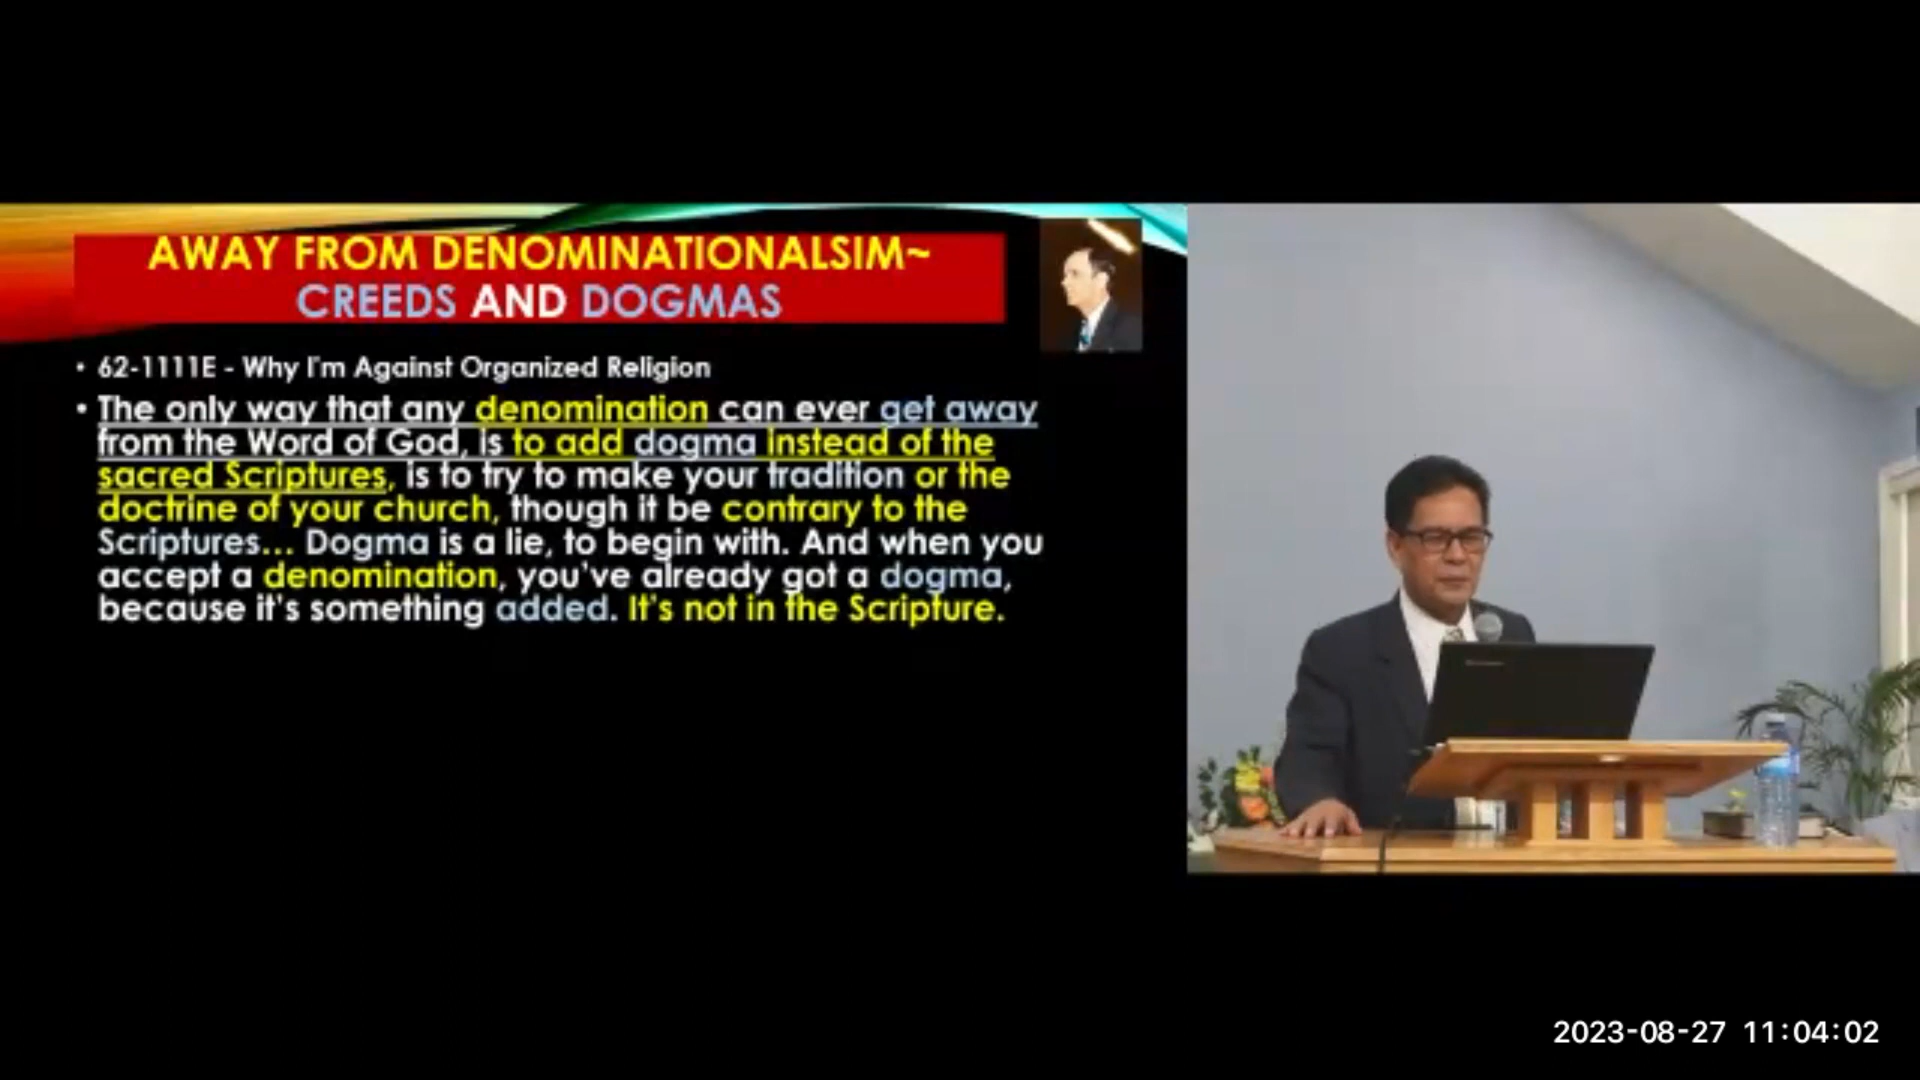 AWAY FROM DENOMINATIONALSIM~
CREEDS AND DOGMAS
• 62-1111E - Why I'm Against Organized Religion
• The only way that any denomination can ever get away
from the Word of God, is to add dogma instead of the
sacred Scriptures, is to try to make your tradition or the
doctrine of your church, though it be contrary to the
Scriptures... Dogma is a lie, to begin with. And when you
accept a denomination, you've already got a dogma,
because it's something added. It's not in the Scripture.
2023-08-27 11:04:02